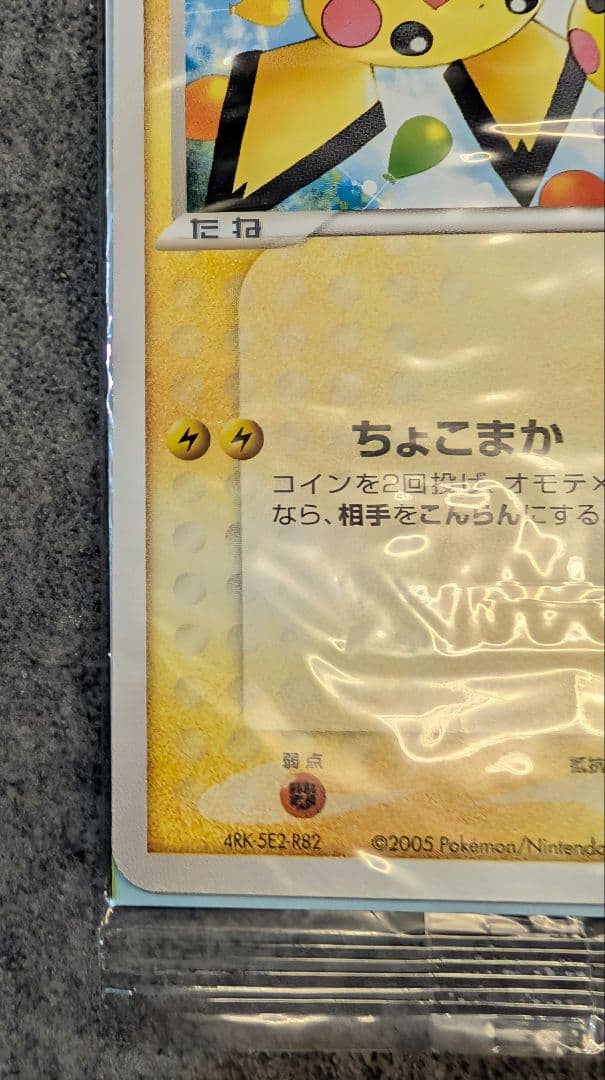 たね
ちょこまか
コインを2回投げ、オモテ×
なら、相手をこんらんにする
弱点
抵抗
4RK-5E2-R82
©2005 Pokémon/Nintendo